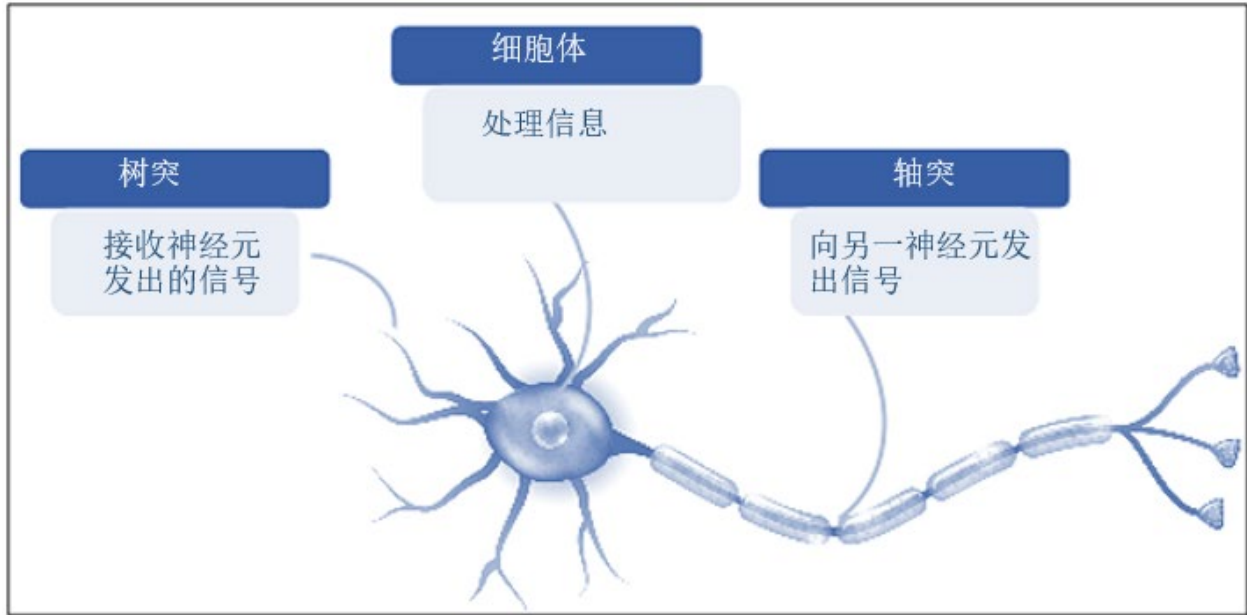 细胞体
处理信息
树突
接收神经元
发出的信号
轴突
向另一神经元发
出信号